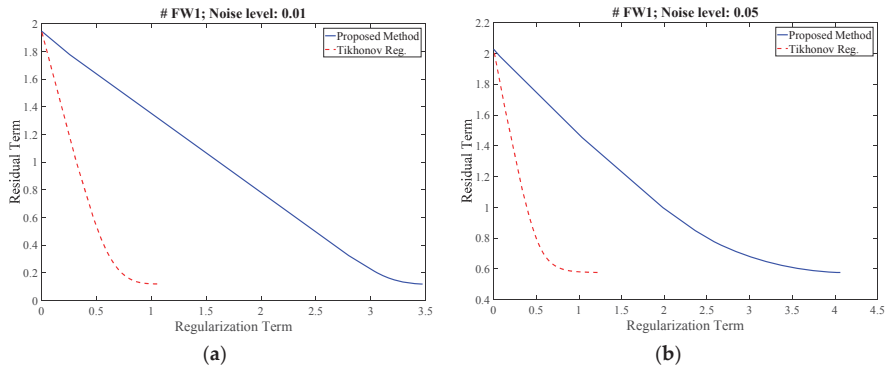 # FW1; Noise level: 0.01
Proposed Method
Tikhonov Reg.
Residual Term
2
1.8
1.6
1.4
1.2
1
0.8
0.6
0.4
0.2
0
0 0.5 1 1.5 2 2.5 3 3.5
Regularization Term
(a)
# FW1; Noise level: 0.05
Proposed Method
Tikhonov Reg.
Residual Term
2.2
2
1.8
1.6
1.4
1.2
1
0.8
0.6
0.4
0 0.5 1 1.5 2 2.5 3 3.5 4 4.5
Regularization Term
(b)